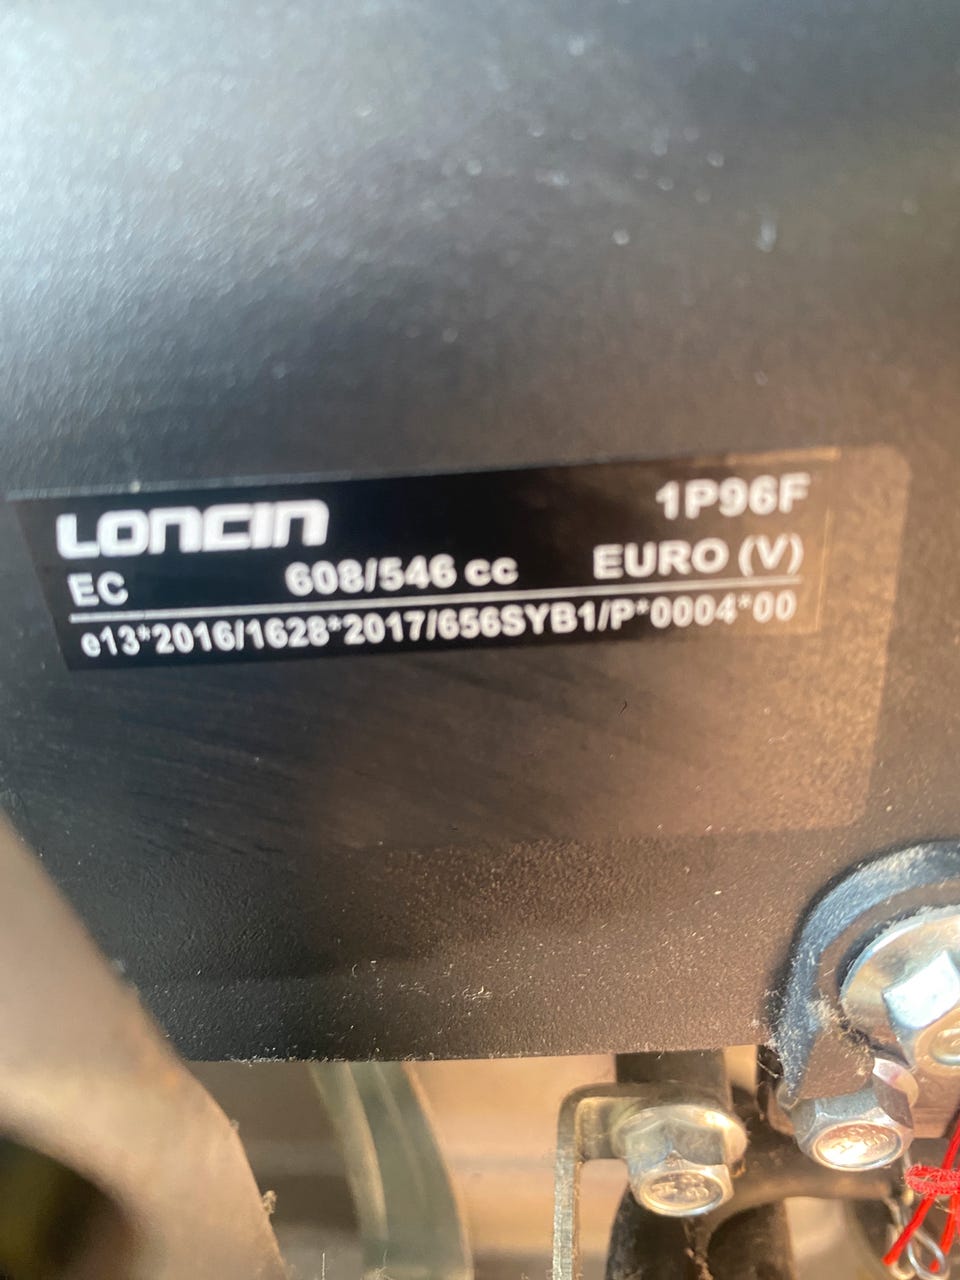 LONCIN 1P96F
EC 608/546 cc EURO (V)
e13*2016/1628*2017/656SYB1/P*0004*00